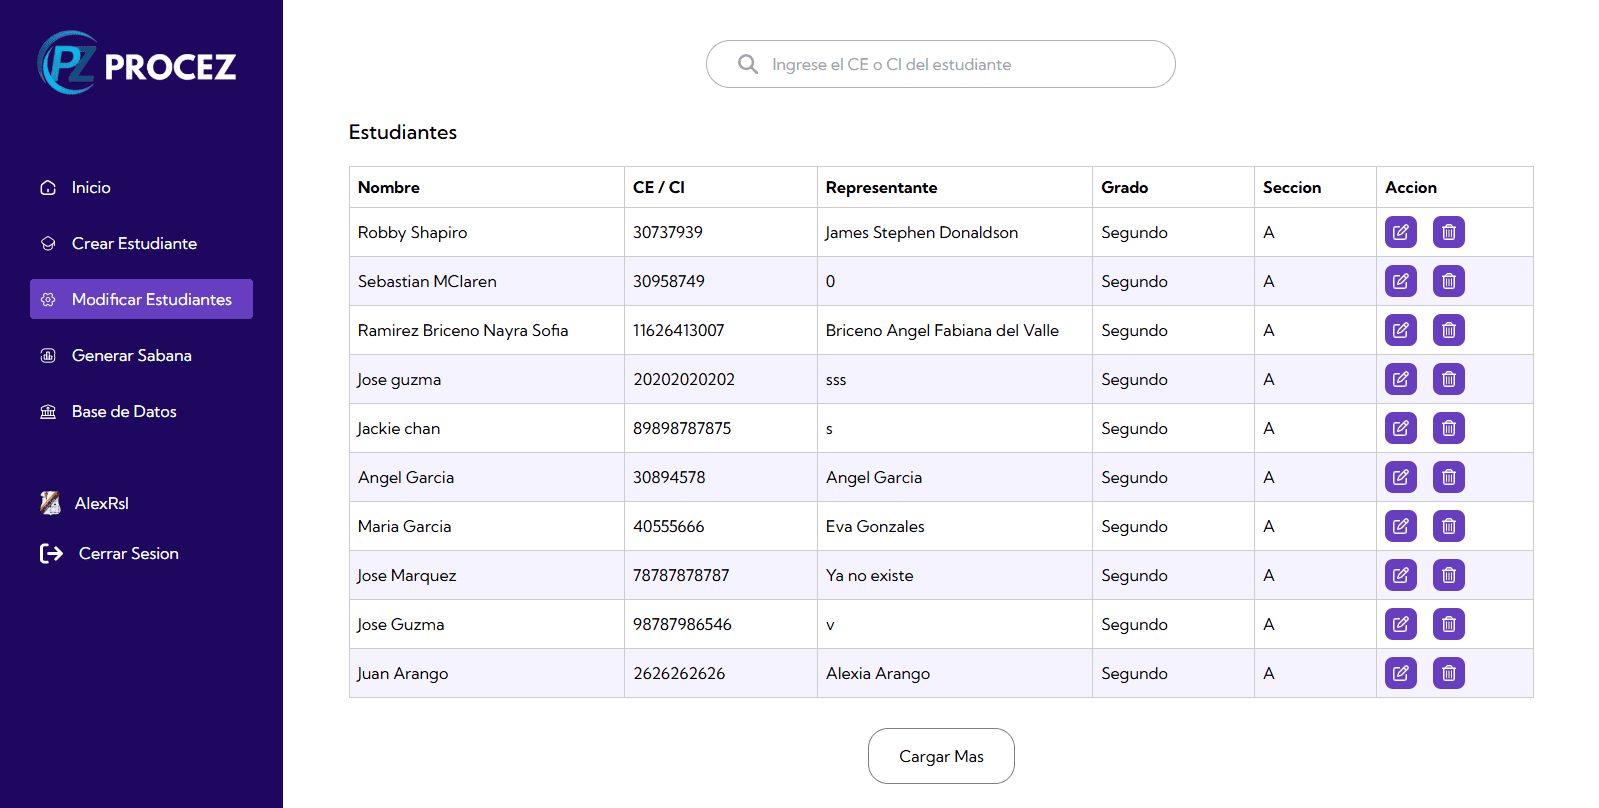 PZ PROCEZ
Inicio
Crear Estudiante
Modificar Estudiantes
Generar Sabana
Base de Datos
AlexRsl
Cerrar Sesion
Ingrese el CE o CI del estudiante
Estudiantes
Nombre CE / CI Representante Grado Seccion Accion
Robby Shapiro 30737939 James Stephen Donaldson Segundo A
Sebastian MClaren 30958749 0 Segundo A
Ramirez Briceno Nayra Sofia 11626413007 Briceno Angel Fabiana del Valle Segundo A
Jose guzma 20202020202 sss Segundo A
Jackie chan 89898787875 s Segundo A
Angel Garcia 30894578 Angel Garcia Segundo A
Maria Garcia 40555666 Eva Gonzales Segundo A
Jose Marquez 78787878787 Ya no existe Segundo A
Jose Guzma 98787986546 v Segundo A
Juan Arango 2626262626 Alexia Arango Segundo A
Cargar Mas